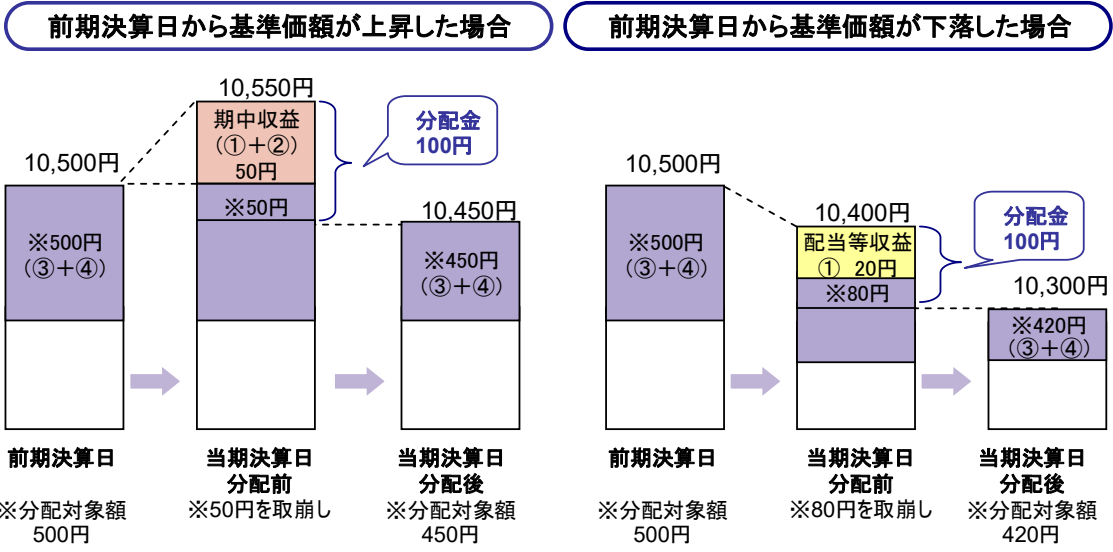 前期決算日から基準価額が上昇した場合
10,550円
期中収益
（①＋②）
50円
分配金
100円
10,500円
※50円
10,450円
※500円
（③＋④）
※450円
（③＋④）
前期決算日
当期決算日
分配前
当期決算日
分配後
※分配対象額
500円
※50円を取崩し
※分配対象額
450円
前期決算日から基準価額が下落した場合
10,500円
10,400円
配当等収益
① 20円
分配金
100円
※500円
（③＋④）
※80円
10,300円
※420円
（③＋④）
前期決算日
当期決算日
分配前
当期決算日
分配後
※分配対象額
500円
※80円を取崩し
※分配対象額
420円